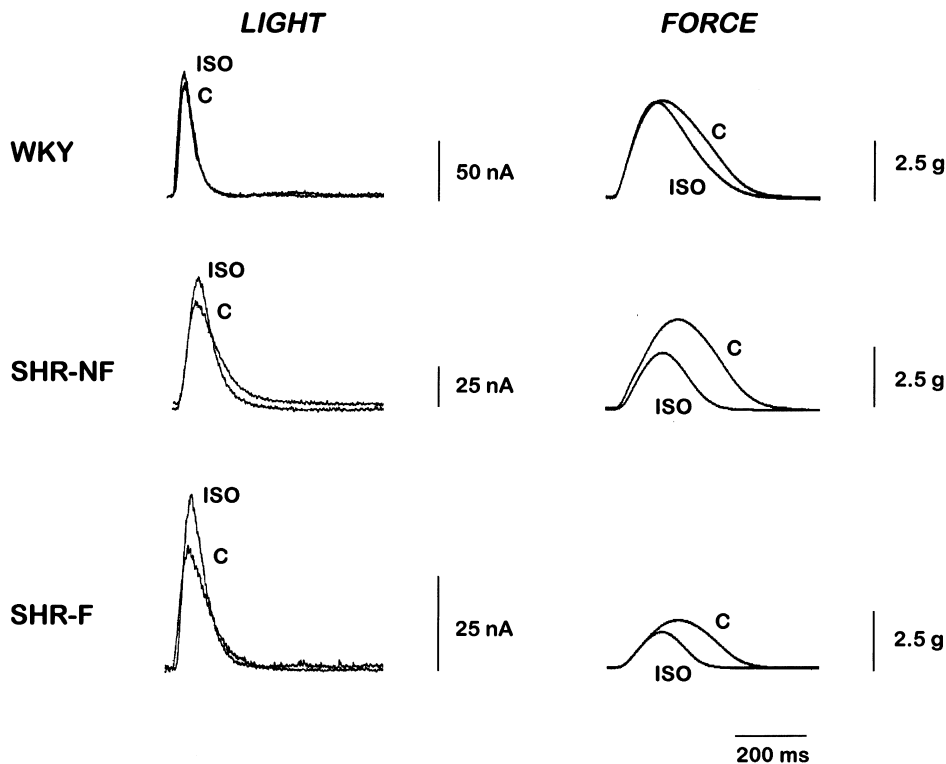 LIGHT FORCE
ISO
C
C
WKY
50 nA
2.5 g
ISO
ISO
C
C
SHR-NF
25 nA
2.5 g
ISO
ISO
C
C
SHR-F
25 nA
2.5 g
ISO
200 ms